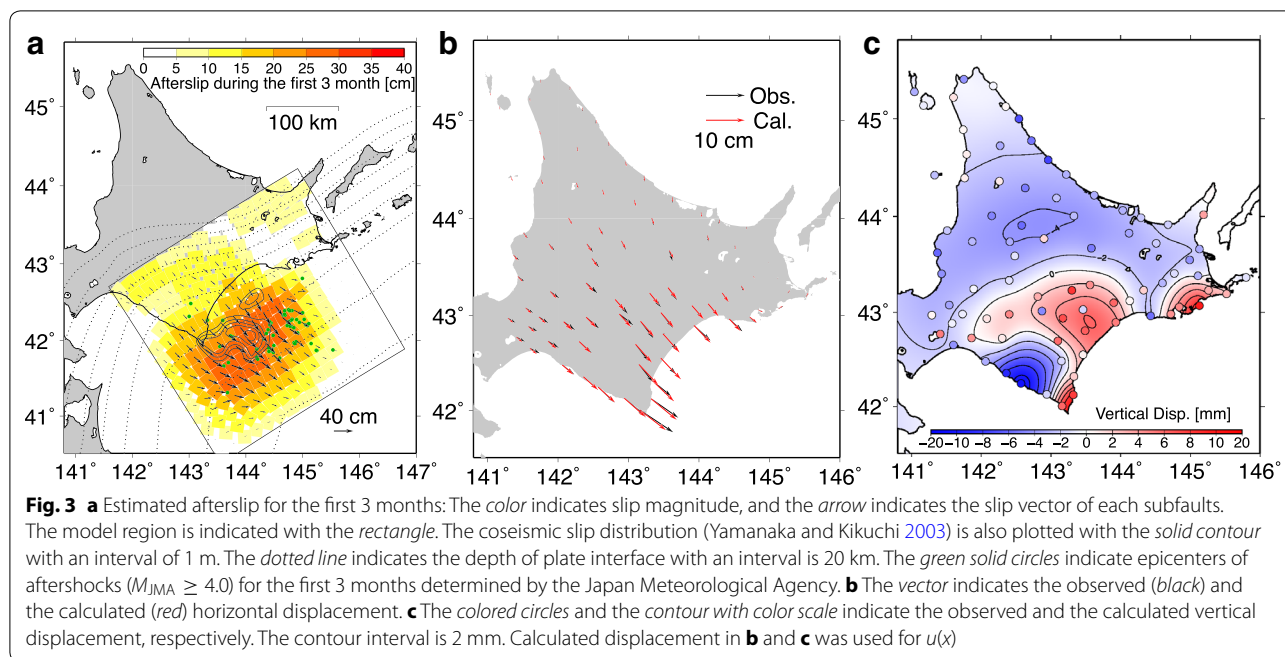 a
0 5 10 15 20 25 30 35 40
Afterslip during the first 3 month [cm]
100 km
45°
44°
43°
42°
41°
40 cm
141° 142° 143° 144° 145° 146° 147°
b
Obs.
Cal.
10 cm
45°
44°
43°
42°
141° 142° 143° 144° 145° 146°
c
45°
44°
43°
42°
0
Vertical Disp. [mm]
−20 −10 −8 −6 −4 −2 0 2 4 6 8 10 20
141° 142° 143° 144° 145° 146°
Fig. 3 a Estimated afterslip for the first 3 months: The color indicates slip magnitude, and the arrow indicates the slip vector of each subfaults.
The model region is indicated with the rectangle. The coseismic slip distribution (Yamanaka and Kikuchi 2003) is also plotted with the solid contour
with an interval of 1 m. The dotted line indicates the depth of plate interface with an interval is 20 km. The green solid circles indicate epicenters of
aftershocks (MJMA ≥ 4.0) for the first 3 months determined by the Japan Meteorological Agency. b The vector indicates the observed (black) and
the calculated (red) horizontal displacement. c The colored circles and the contour with color scale indicate the observed and the calculated vertical
displacement, respectively. The contour interval is 2 mm. Calculated displacement in b and c was used for u(x)